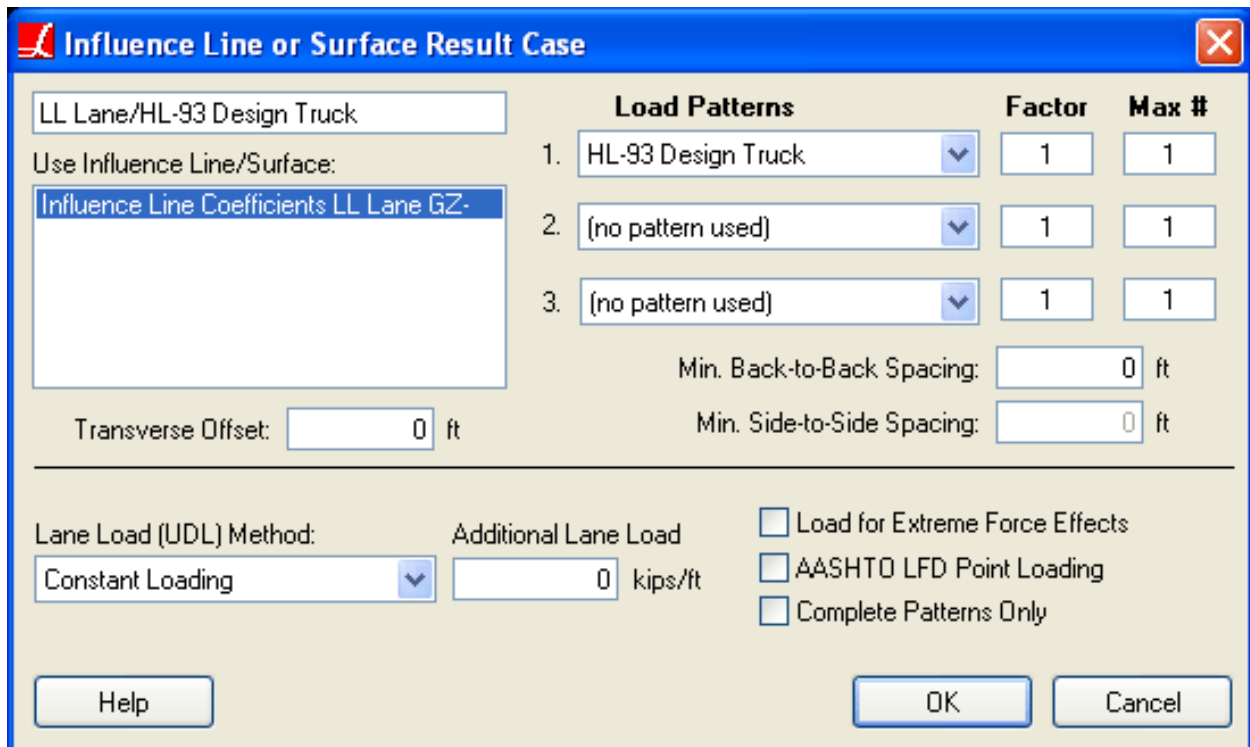 Influence Line or Surface Result Case
LL Lane/HL-93 Design Truck
Use Influence Line/Surface:
Influence Line Coefficients LL Lane GZ-
Transverse Offset: 0 ft
Load Patterns Factor Max #
1. HL-93 Design Truck 1 1
2. (no pattern used) 1 1
3. (no pattern used) 1 1
Min. Back-to-Back Spacing: 0 ft
Min. Side-to-Side Spacing: 0 ft
Lane Load (UDL) Method:
Constant Loading
Additional Lane Load
0 kips/ft
Load for Extreme Force Effects
AASHTO LFD Point Loading
Complete Patterns Only
Help OK Cancel